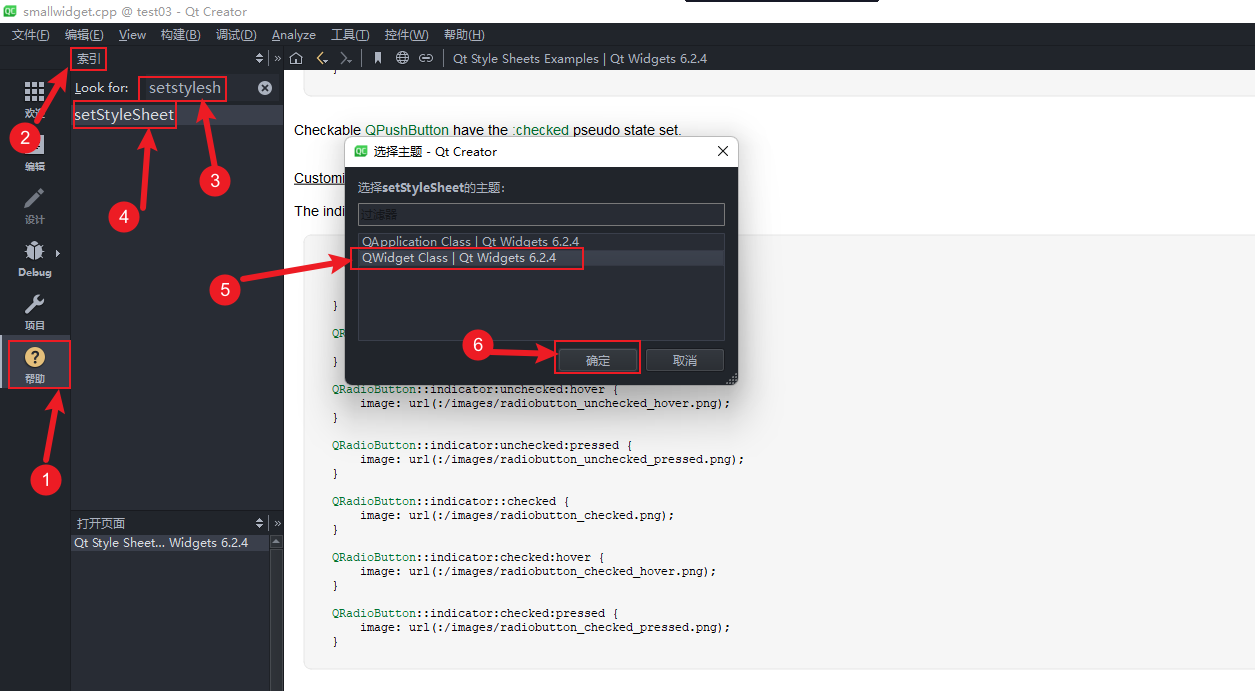 smallwidget.cpp @ test03 - Qt Creator
文件(F) 编辑(E) View 构建(B) 调试(D) Analyze 工具(T) 控件(W) 帮助(H)
索引
Qt Style Sheets Examples | Qt Widgets 6.2.4
Look for: setstylesh
setStyleSheet
欢迎
编辑
设计
Debug
项目
帮助
2
3
4
5
6
1
Checkable QPushButton have the :checked pseudo state set.
Customi
The indi
选择主题 - Qt Creator
选择setStyleSheet的主题:
过滤器
QApplication Class | Qt Widgets 6.2.4
QWidget Class | Qt Widgets 6.2.4
确定 取消
}
QR
}
QRadioButton::indicator:unchecked:hover {
image: url(:/images/radiobutton_unchecked_hover.png);
}
QRadioButton::indicator:unchecked:pressed {
image: url(:/images/radiobutton_unchecked_pressed.png);
}
QRadioButton::indicator::checked {
image: url(:/images/radiobutton_checked.png);
}
QRadioButton::indicator:checked:hover {
image: url(:/images/radiobutton_checked_hover.png);
}
QRadioButton::indicator:checked:pressed {
image: url(:/images/radiobutton_checked_pressed.png);
}
打开页面
Qt Style Sheet... Widgets 6.2.4